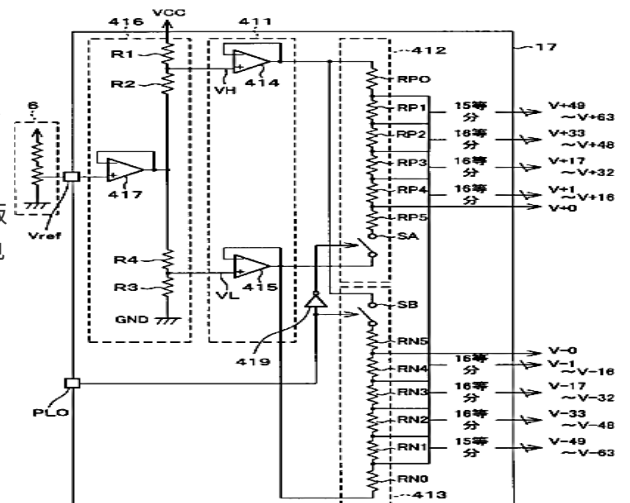 416
VCC
411
412
17
R1
R2
VH
414
RP0
RP1
15等分
V+49
~V+63
RP2
16等分
V+33
~V+48
RP3
16等分
V+17
~V+32
RP4
16等分
V+1
~V+16
V+0
RP5
SA
6
417
Vref
R4
R3
GND
VL
415
419
PLO
SB
RN5
V-0
RN4
16等分
V-1
~V-16
RN3
16等分
V-17
~V-32
RN2
16等分
V-33
~V-48
RN1
15等分
V-49
~V-63
RN0
413